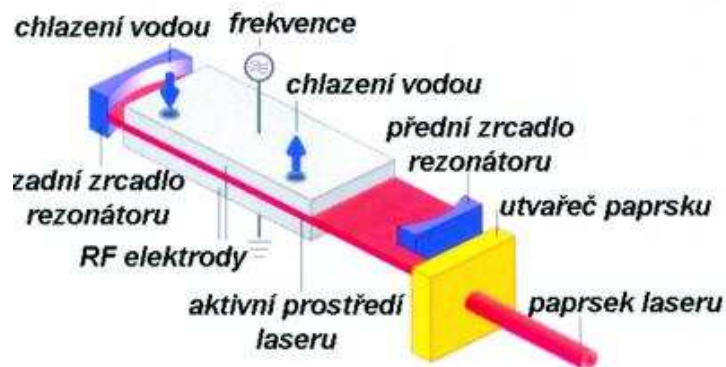 chlazení vodou
frekvence
chlazení vodou
přední zrcadlo
rezonátoru
zadní zrcadlo
rezonátoru
utvařeč paprsku
RF elektrody
aktivní prostředí
laseru
paprsek laseru